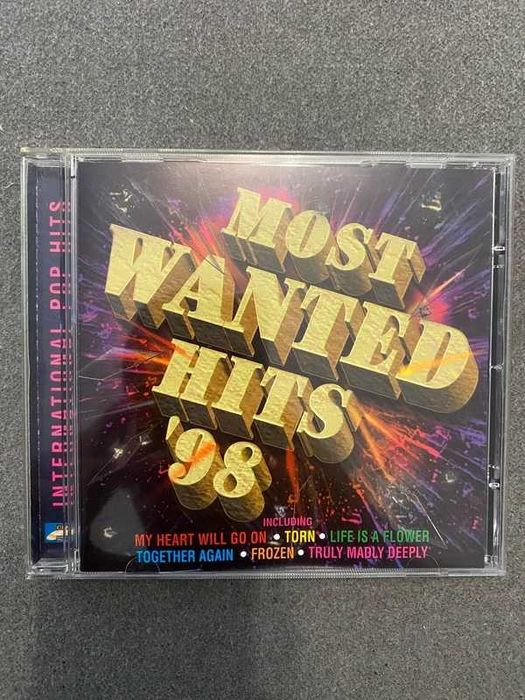 INTERNATIONAL POP HITS
MOST
WANTED
HITS
'98
INCLUDING
MY HEART WILL GO ON • TORN • LIFE IS A FLOWER
TOGETHER AGAIN • FROZEN • TRULY MADLY DEEPLY